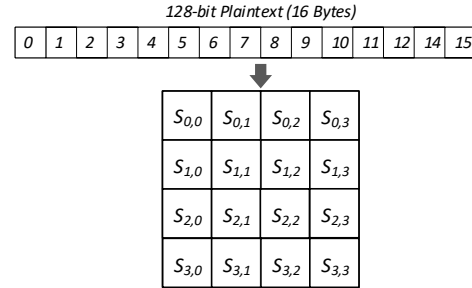 128-bit Plaintext (16 Bytes)
0 1 2 3 4 5 6 7 8 9 10 11 12 14 15
S0,0 S0,1 S0,2 S0,3
S1,0 S1,1 S1,2 S1,3
S2,0 S2,1 S2,2 S2,3
S3,0 S3,1 S3,2 S3,3